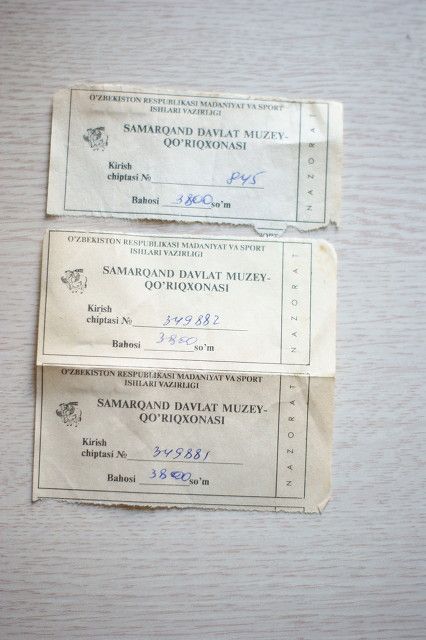 O'ZBEKISTON RESPUBLIKASI MADANIYAT VA SPORT
ISHLARI VAZIRLIGI
SAMARQAND DAVLAT MUZEY-
QO'RIQXONASI
Kirish
chiptasi № 845
Bahosi 3800 so'm
NAZORAT
O'ZBEKISTON RESPUBLIKASI MADANIYAT VA SPORT
ISHLARI VAZIRLIGI
SAMARQAND DAVLAT MUZEY-
QO'RIQXONASI
Kirish
chiptasi № 349882
Bahosi 3800 so'm
NAZORAT
O'ZBEKISTON RESPUBLIKASI MADANIYAT VA SPORT
ISHLARI VAZIRLIGI
SAMARQAND DAVLAT MUZEY-
QO'RIQXONASI
Kirish
chiptasi № 349881
Bahosi 3800 so'm
NAZORAT